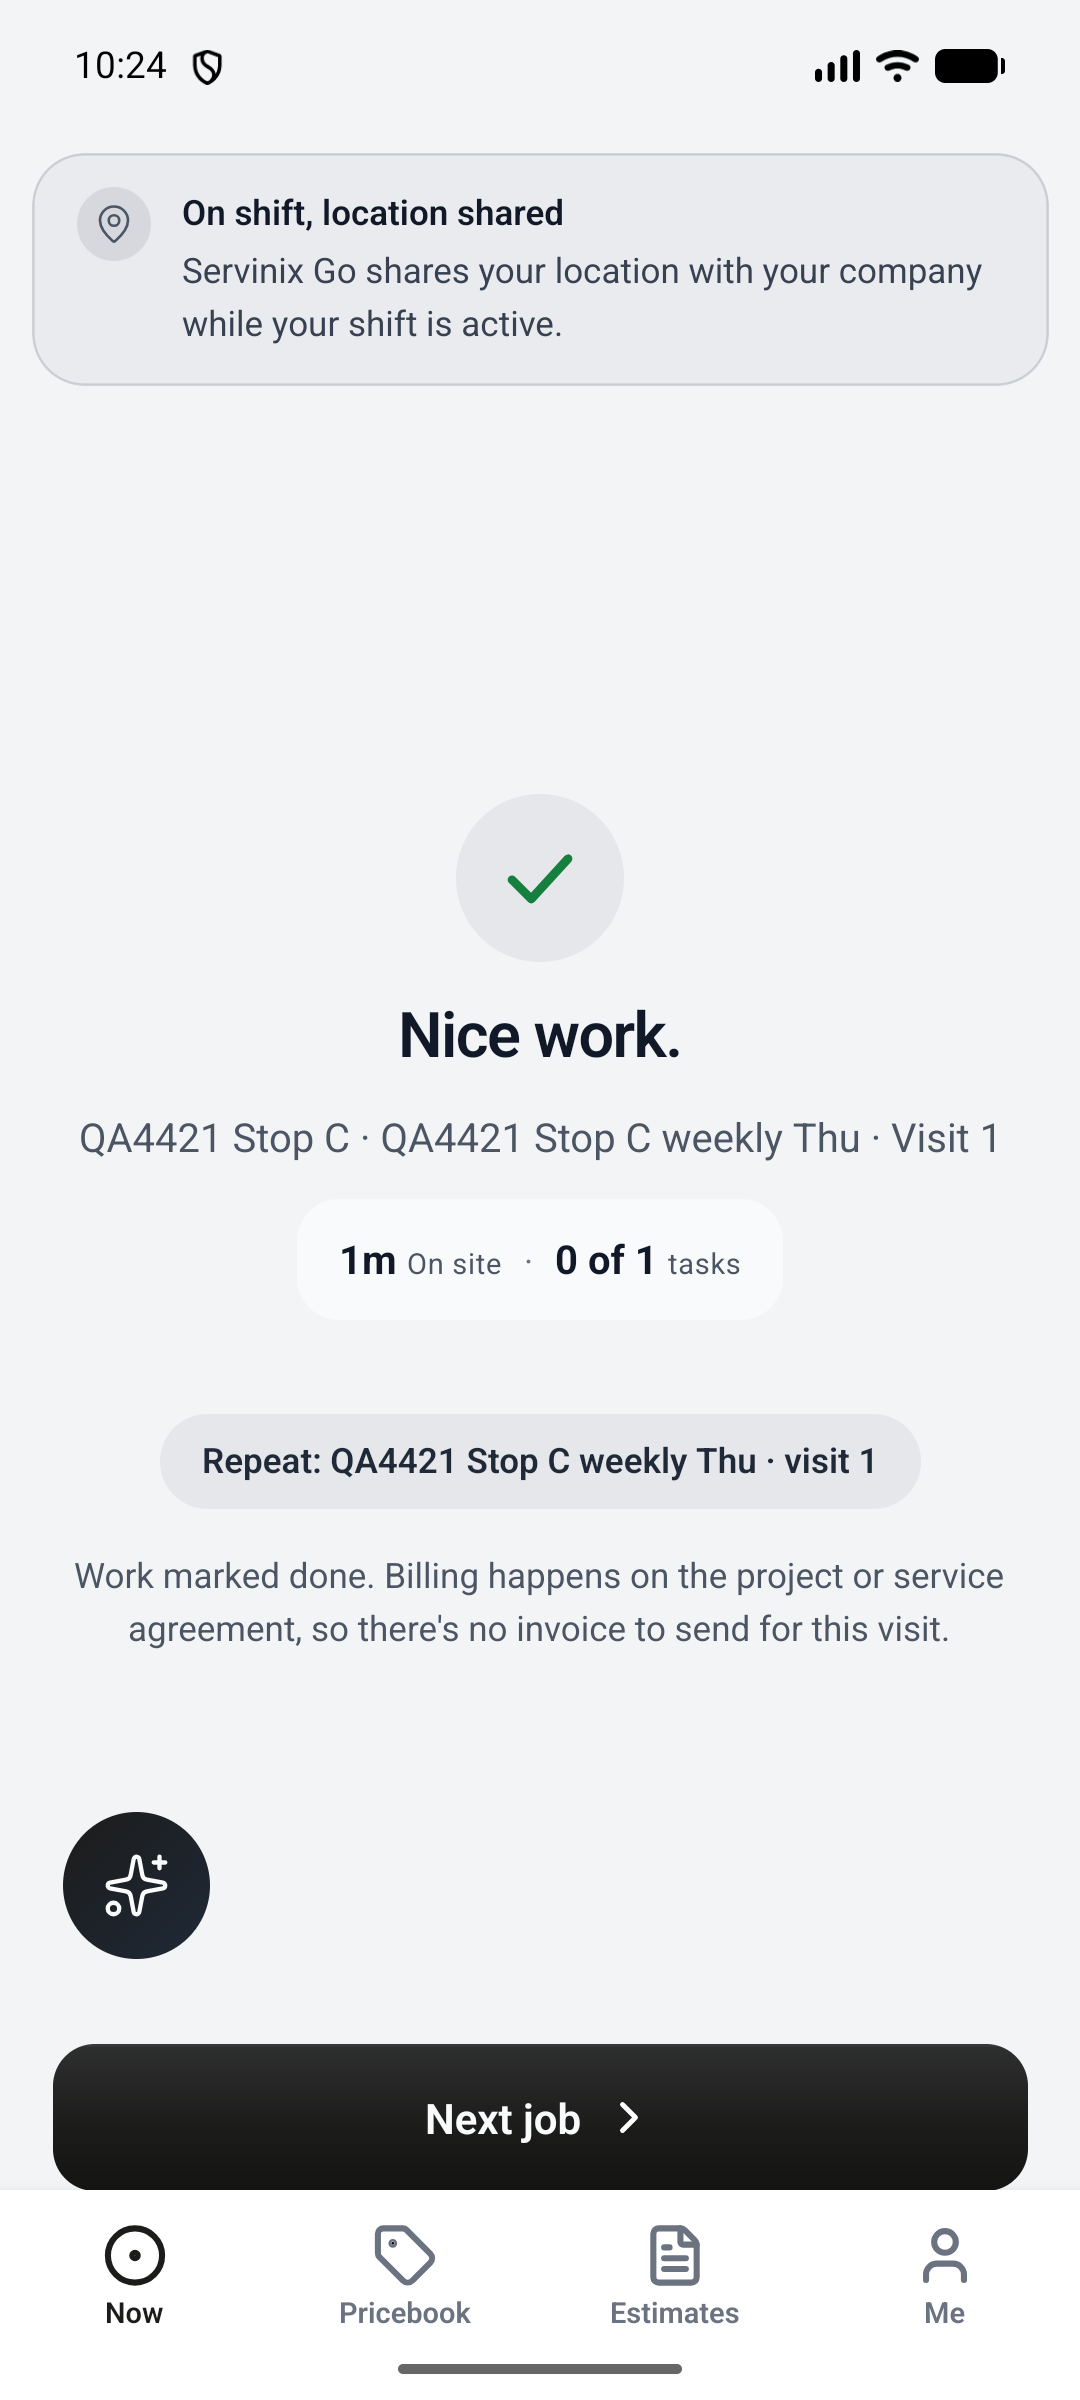 10:24
On shift, location shared
Servinix Go shares your location with your company
while your shift is active.
Nice work.
QA4421 Stop C · QA4421 Stop C weekly Thu · Visit 1
1m On site · 0 of 1 tasks
Repeat: QA4421 Stop C weekly Thu · visit 1
Work marked done. Billing happens on the project or service
agreement, so there's no invoice to send for this visit.
Next job
Now Pricebook Estimates Me